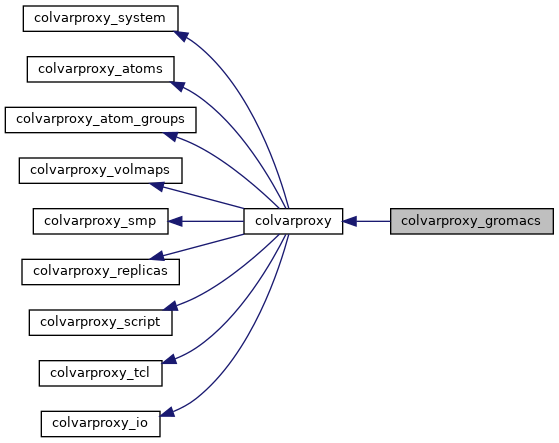 colvarproxy_system
colvarproxy_atoms
colvarproxy_atom_groups
colvarproxy_volmaps
colvarproxy_smp
colvarproxy
colvarproxy_gromacs
colvarproxy_replicas
colvarproxy_script
colvarproxy_tcl
colvarproxy_io